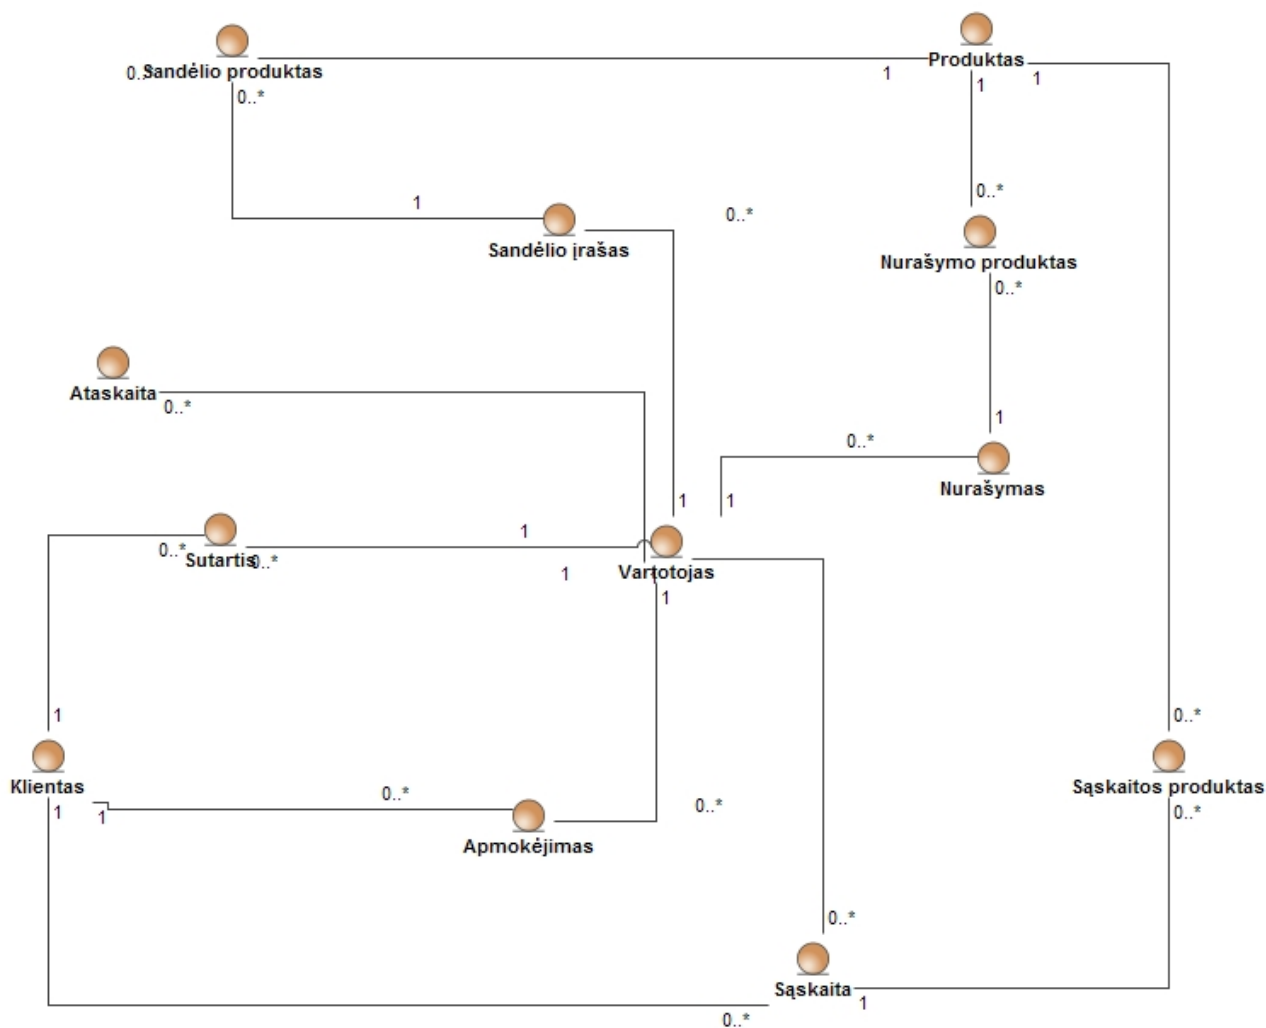 Produktas
0..*
Sandėlio produktas
1
1
1
0..*
0..*
1
0..*
Sandėlio įrašas
Nurašymo produktas
0..*
Ataskaita
0..*
1
0..*
Nurašymas
1
1
1
0..*
Sutartis
0..*
1
Vartotojas
1
1
0..*
Klientas
Sąskaitos produktas
0..*
1
1
0..*
0..*
Apmokėjimas
0..*
Sąskaita
1
0..*